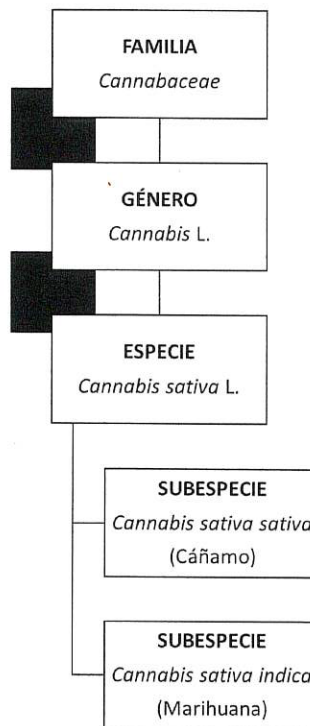 FAMILIA
Cannabaceae
GÉNERO
Cannabis L.
ESPECIE
Cannabis sativa L.
SUBESPECIE
Cannabis sativa sativa
(Cáñamo)
SUBESPECIE
Cannabis sativa indica
(Marihuana)